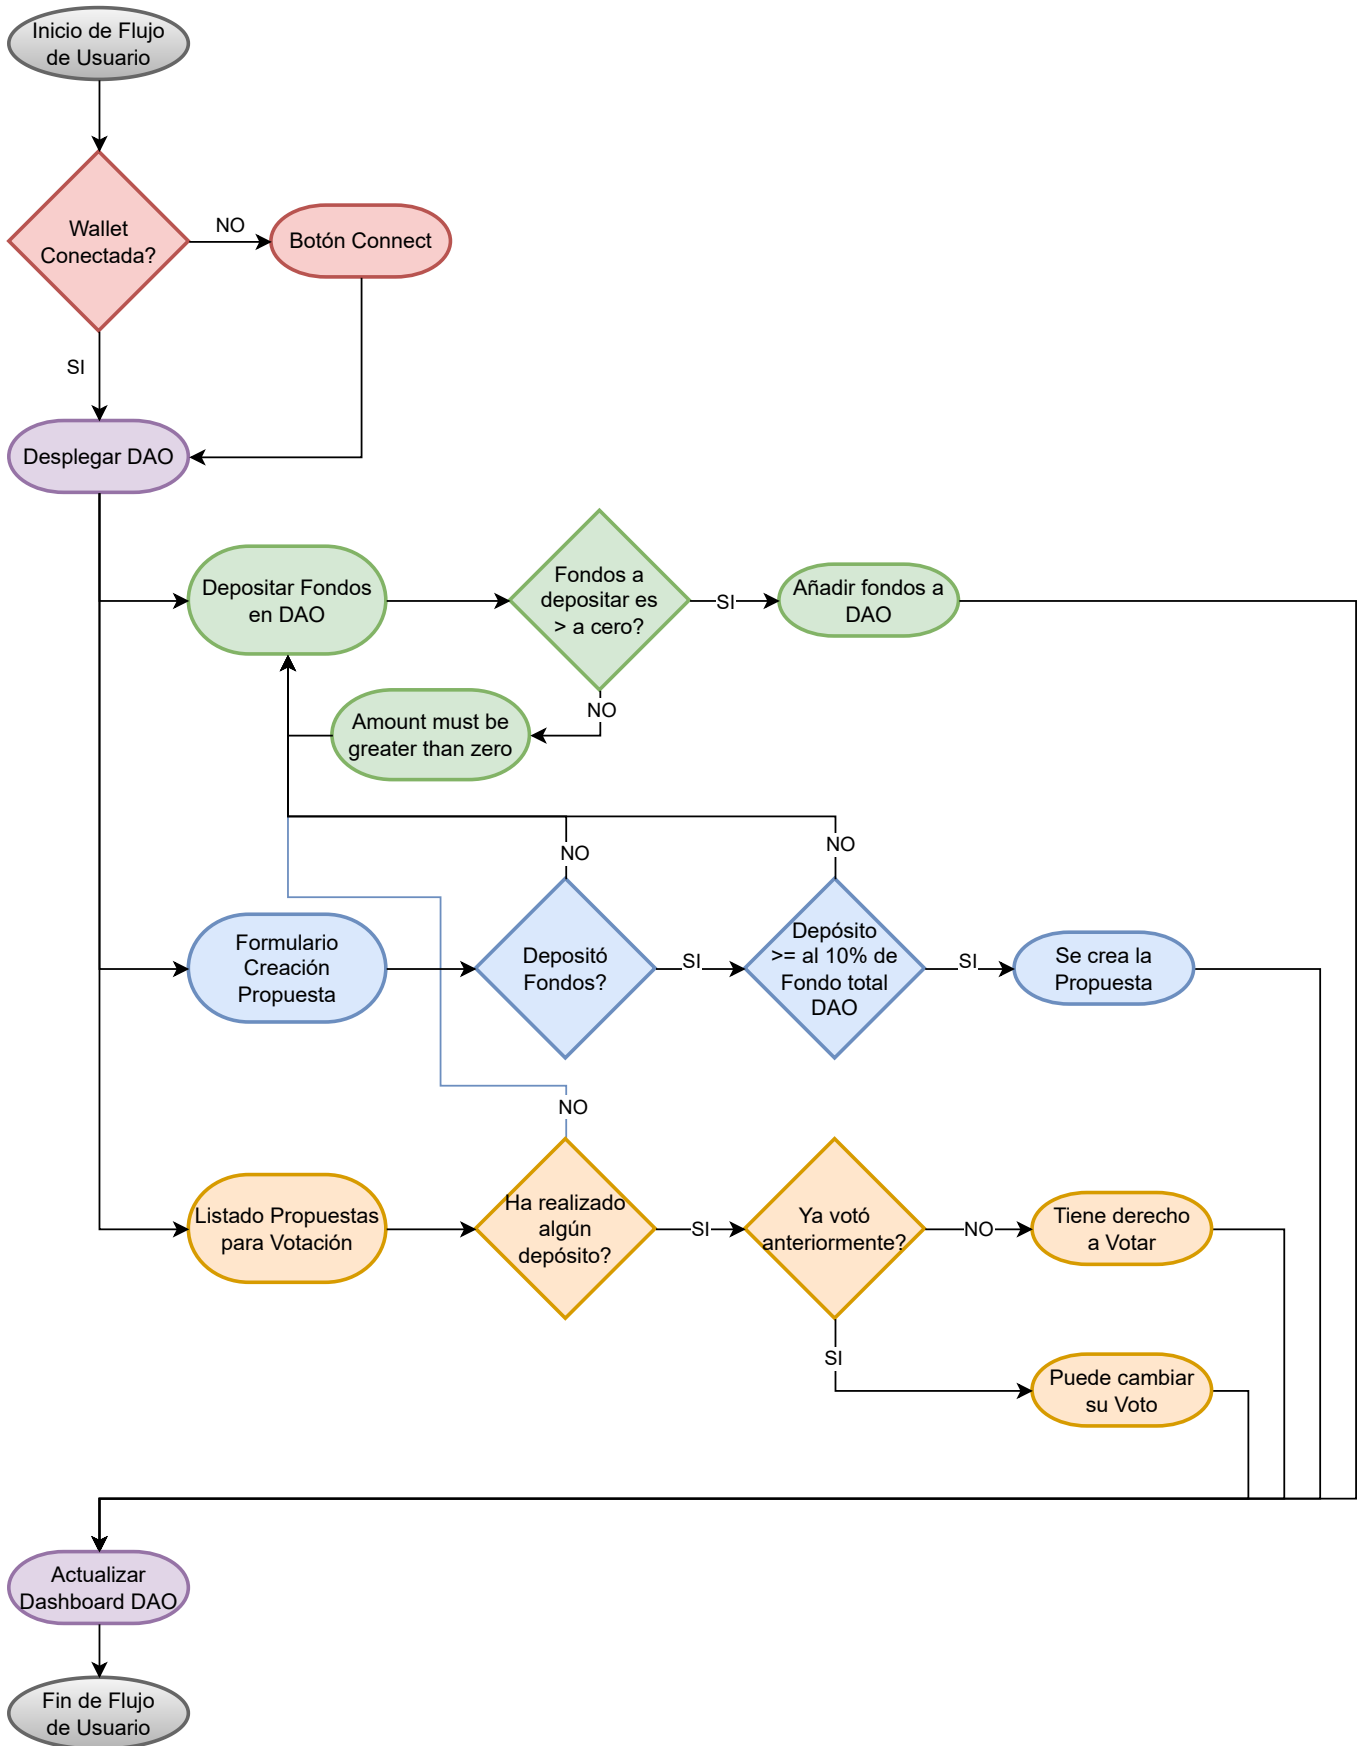 Inicio de Flujo
de Usuario
Wallet
Conectada?
NO
Botón Connect
SI
Desplegar DAO
Depositar Fondos
en DAO
Fondos a
depositar es
> a cero?
SI
Añadir fondos a
DAO
NO
Amount must be
greater than zero
NO
NO
Formulario
Creación
Propuesta
Depositó
Fondos?
SI
Depósito
>= al 10% de
Fondo total
DAO
SI
Se crea la
Propuesta
NO
Listado Propuestas
para Votación
Ha realizado
algún
depósito?
SI
Ya votó
anteriormente?
NO
Tiene derecho
a Votar
SI
Puede cambiar
su Voto
Actualizar
Dashboard DAO
Fin de Flujo
de Usuario